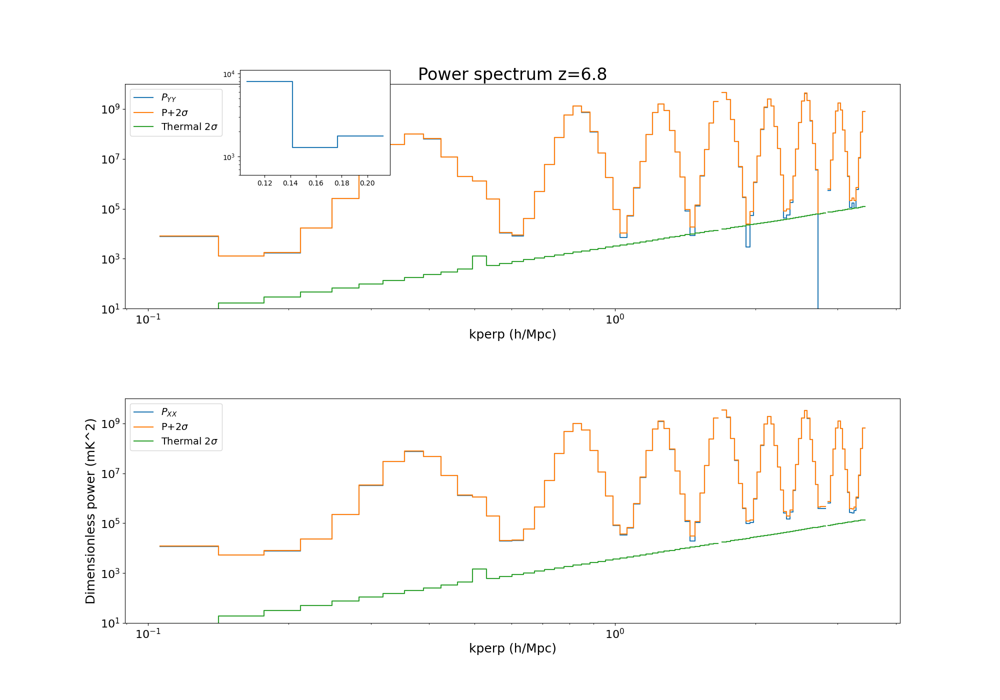 Power spectrum z=6.8
P_YY
P+2σ
Thermal 2σ
10^4
10^3
0.12 0.14 0.16 0.18 0.20
10^9
10^7
10^5
10^3
10^1
10^−1 10^0
kperp (h/Mpc)
P_XX
P+2σ
Thermal 2σ
Dimensionless power (mK^2)
10^9
10^7
10^5
10^3
10^1
10^−1 10^0
kperp (h/Mpc)